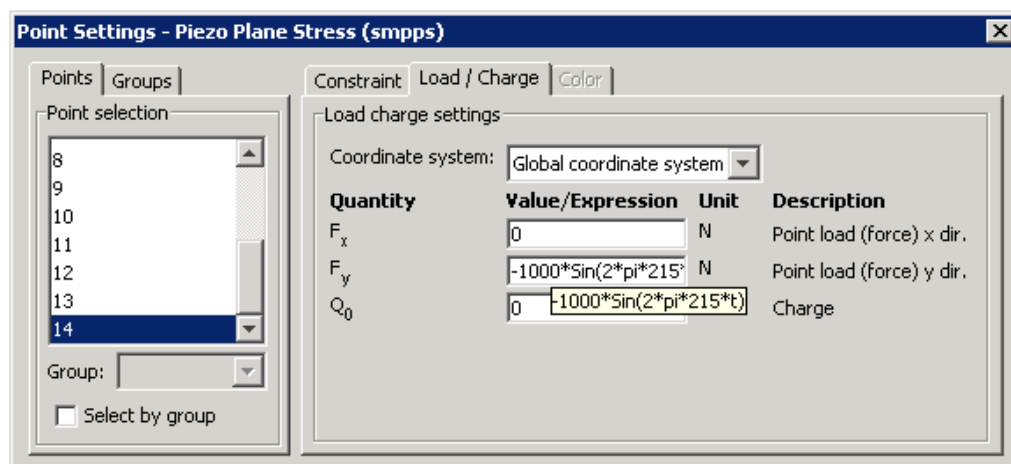 Point Settings - Piezo Plane Stress (smpps)
Points Groups
Point selection
8
9
10
11
12
13
14
Group:
Select by group
Constraint Load / Charge Color
Load charge settings
Coordinate system: Global coordinate system
Quantity Value/Expression Unit Description
Fx 0 N Point load (force) x dir.
Fy -1000*Sin(2*pi*215* N Point load (force) y dir.
-1000*Sin(2*pi*215*t)
Q0 0 Charge